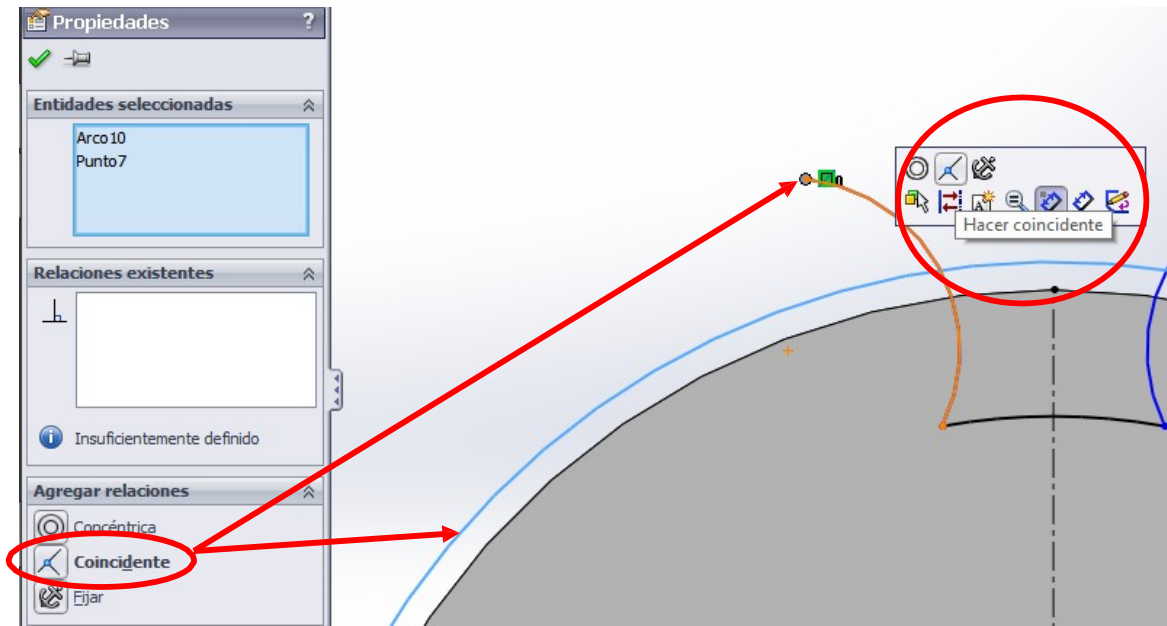 Propiedades ?
Entidades seleccionadas
Arco10
Punto7
Relaciones existentes
Insuficientemente definido
Agregar relaciones
Concéntrica
Coincidente
Fijar
Hacer coincidente